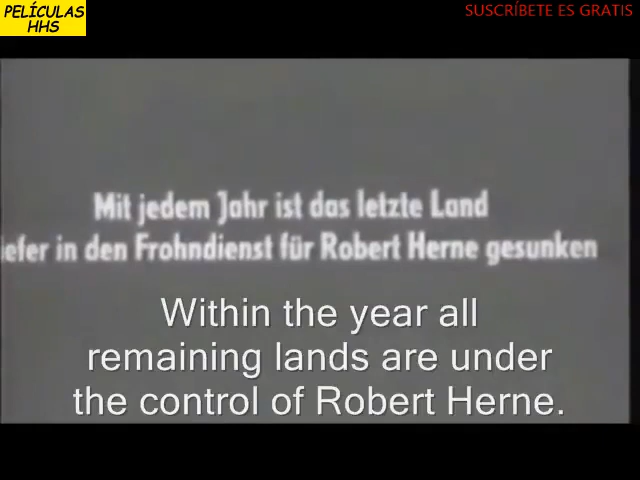 PELÍCULAS
HHS
SUSCRÍBETE ES GRATIS
Mit jedem Jahr ist das letzte Land
iefer in den Frohndienst für Robert Herne gesunken
Within the year all
remaining lands are under
the control of Robert Herne.